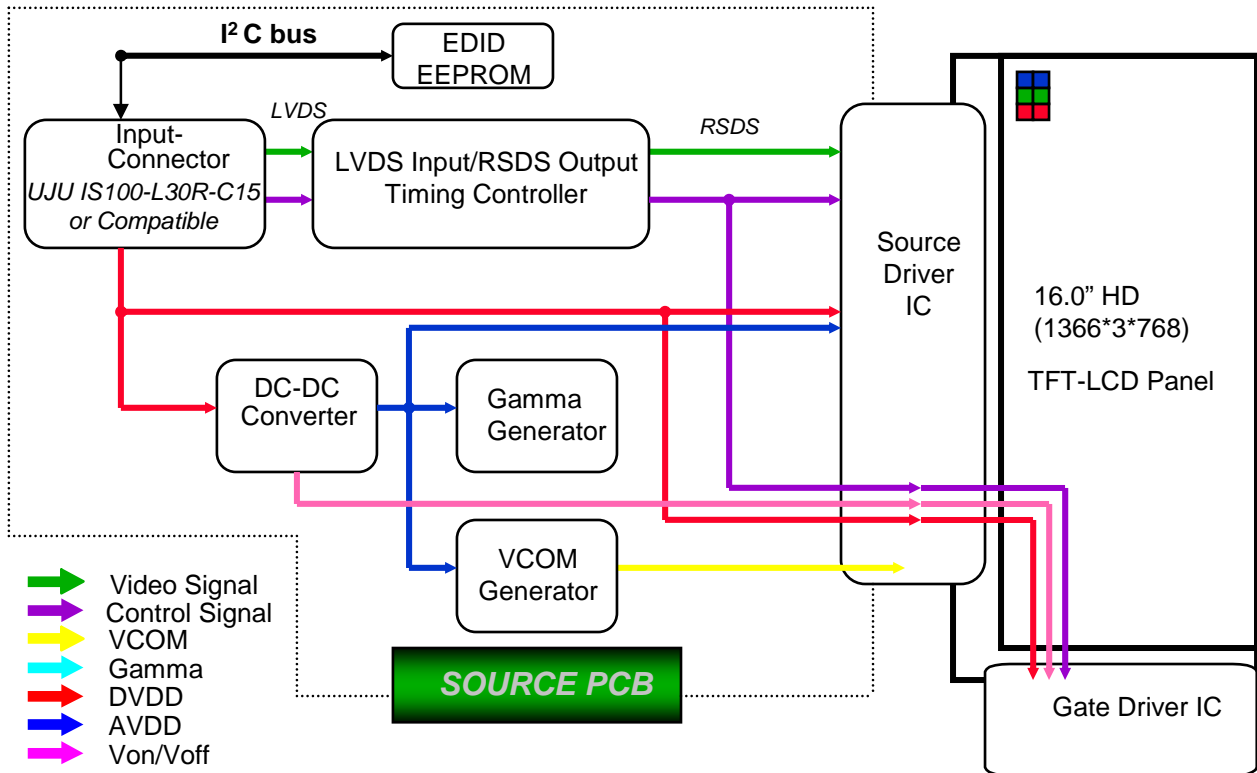 I² C bus
EDID
EEPROM
LVDS
RSDS
Input-
Connector
UJU IS100-L30R-C15
or Compatible
LVDS Input/RSDS Output
Timing Controller
Source
Driver
IC
16.0” HD
(1366*3*768)
TFT-LCD Panel
DC-DC
Converter
Gamma
Generator
VCOM
Generator
Video Signal
Control Signal
VCOM
Gamma
DVDD
AVDD
Von/Voff
SOURCE PCB
Gate Driver IC